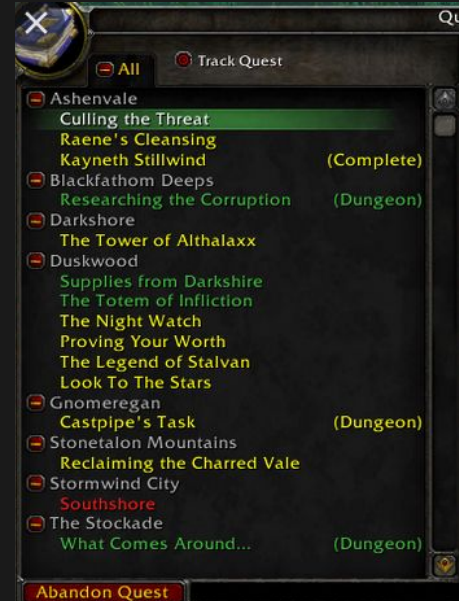 Qu
All
Track Quest
Ashenvale
Culling the Threat
Raene's Cleansing
Kayneth Stillwind (Complete)
Blackfathom Deeps
Researching the Corruption (Dungeon)
Darkshore
The Tower of Althalaxx
Duskwood
Supplies from Darkshire
The Totem of Infliction
The Night Watch
Proving Your Worth
The Legend of Stalvan
Look To The Stars
Gnomeregan
Castpipe's Task (Dungeon)
Stonetalon Mountains
Reclaiming the Charred Vale
Stormwind City
Southshore
The Stockade
What Comes Around... (Dungeon)
Abandon Quest